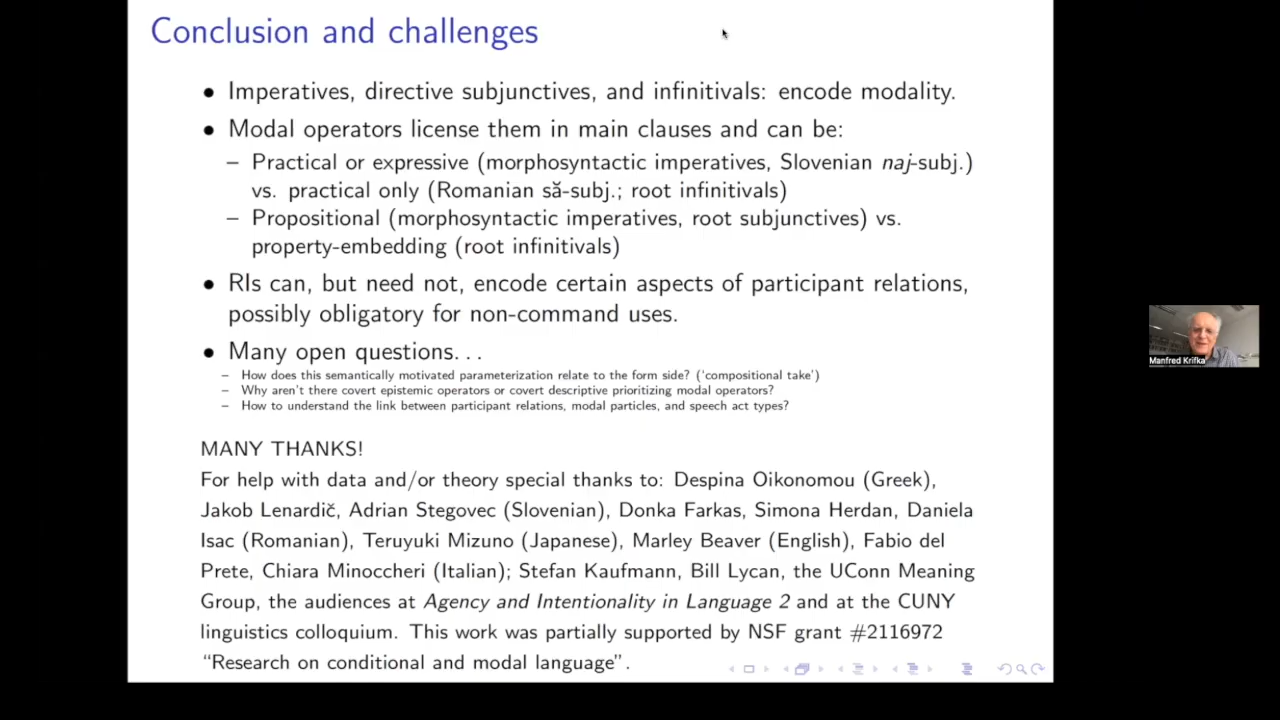 Conclusion and challenges
• Imperatives, directive subjunctives, and infinitivals: encode modality.
• Modal operators license them in main clauses and can be:
– Practical or expressive (morphosyntactic imperatives, Slovenian naj-subj.)
vs. practical only (Romanian să-subj.; root infinitivals)
– Propositional (morphosyntactic imperatives, root subjunctives) vs.
property-embedding (root infinitivals)
• RIs can, but need not, encode certain aspects of participant relations,
possibly obligatory for non-command uses.
• Many open questions. . .
– How does this semantically motivated parameterization relate to the form side? (‘compositional take’)
– Why aren’t there covert epistemic operators or covert descriptive prioritizing modal operators?
– How to understand the link between participant relations, modal particles, and speech act types?
MANY THANKS!
For help with data and/or theory special thanks to: Despina Oikonomou (Greek),
Jakob Lenardič, Adrian Stegovec (Slovenian), Donka Farkas, Simona Herdan, Daniela
Isac (Romanian), Teruyuki Mizuno (Japanese), Marley Beaver (English), Fabio del
Prete, Chiara Minoccheri (Italian); Stefan Kaufmann, Bill Lycan, the UConn Meaning
Group, the audiences at Agency and Intentionality in Language 2 and at the CUNY
linguistics colloquium. This work was partially supported by NSF grant #2116972
“Research on conditional and modal language”.
Manfred Krifka